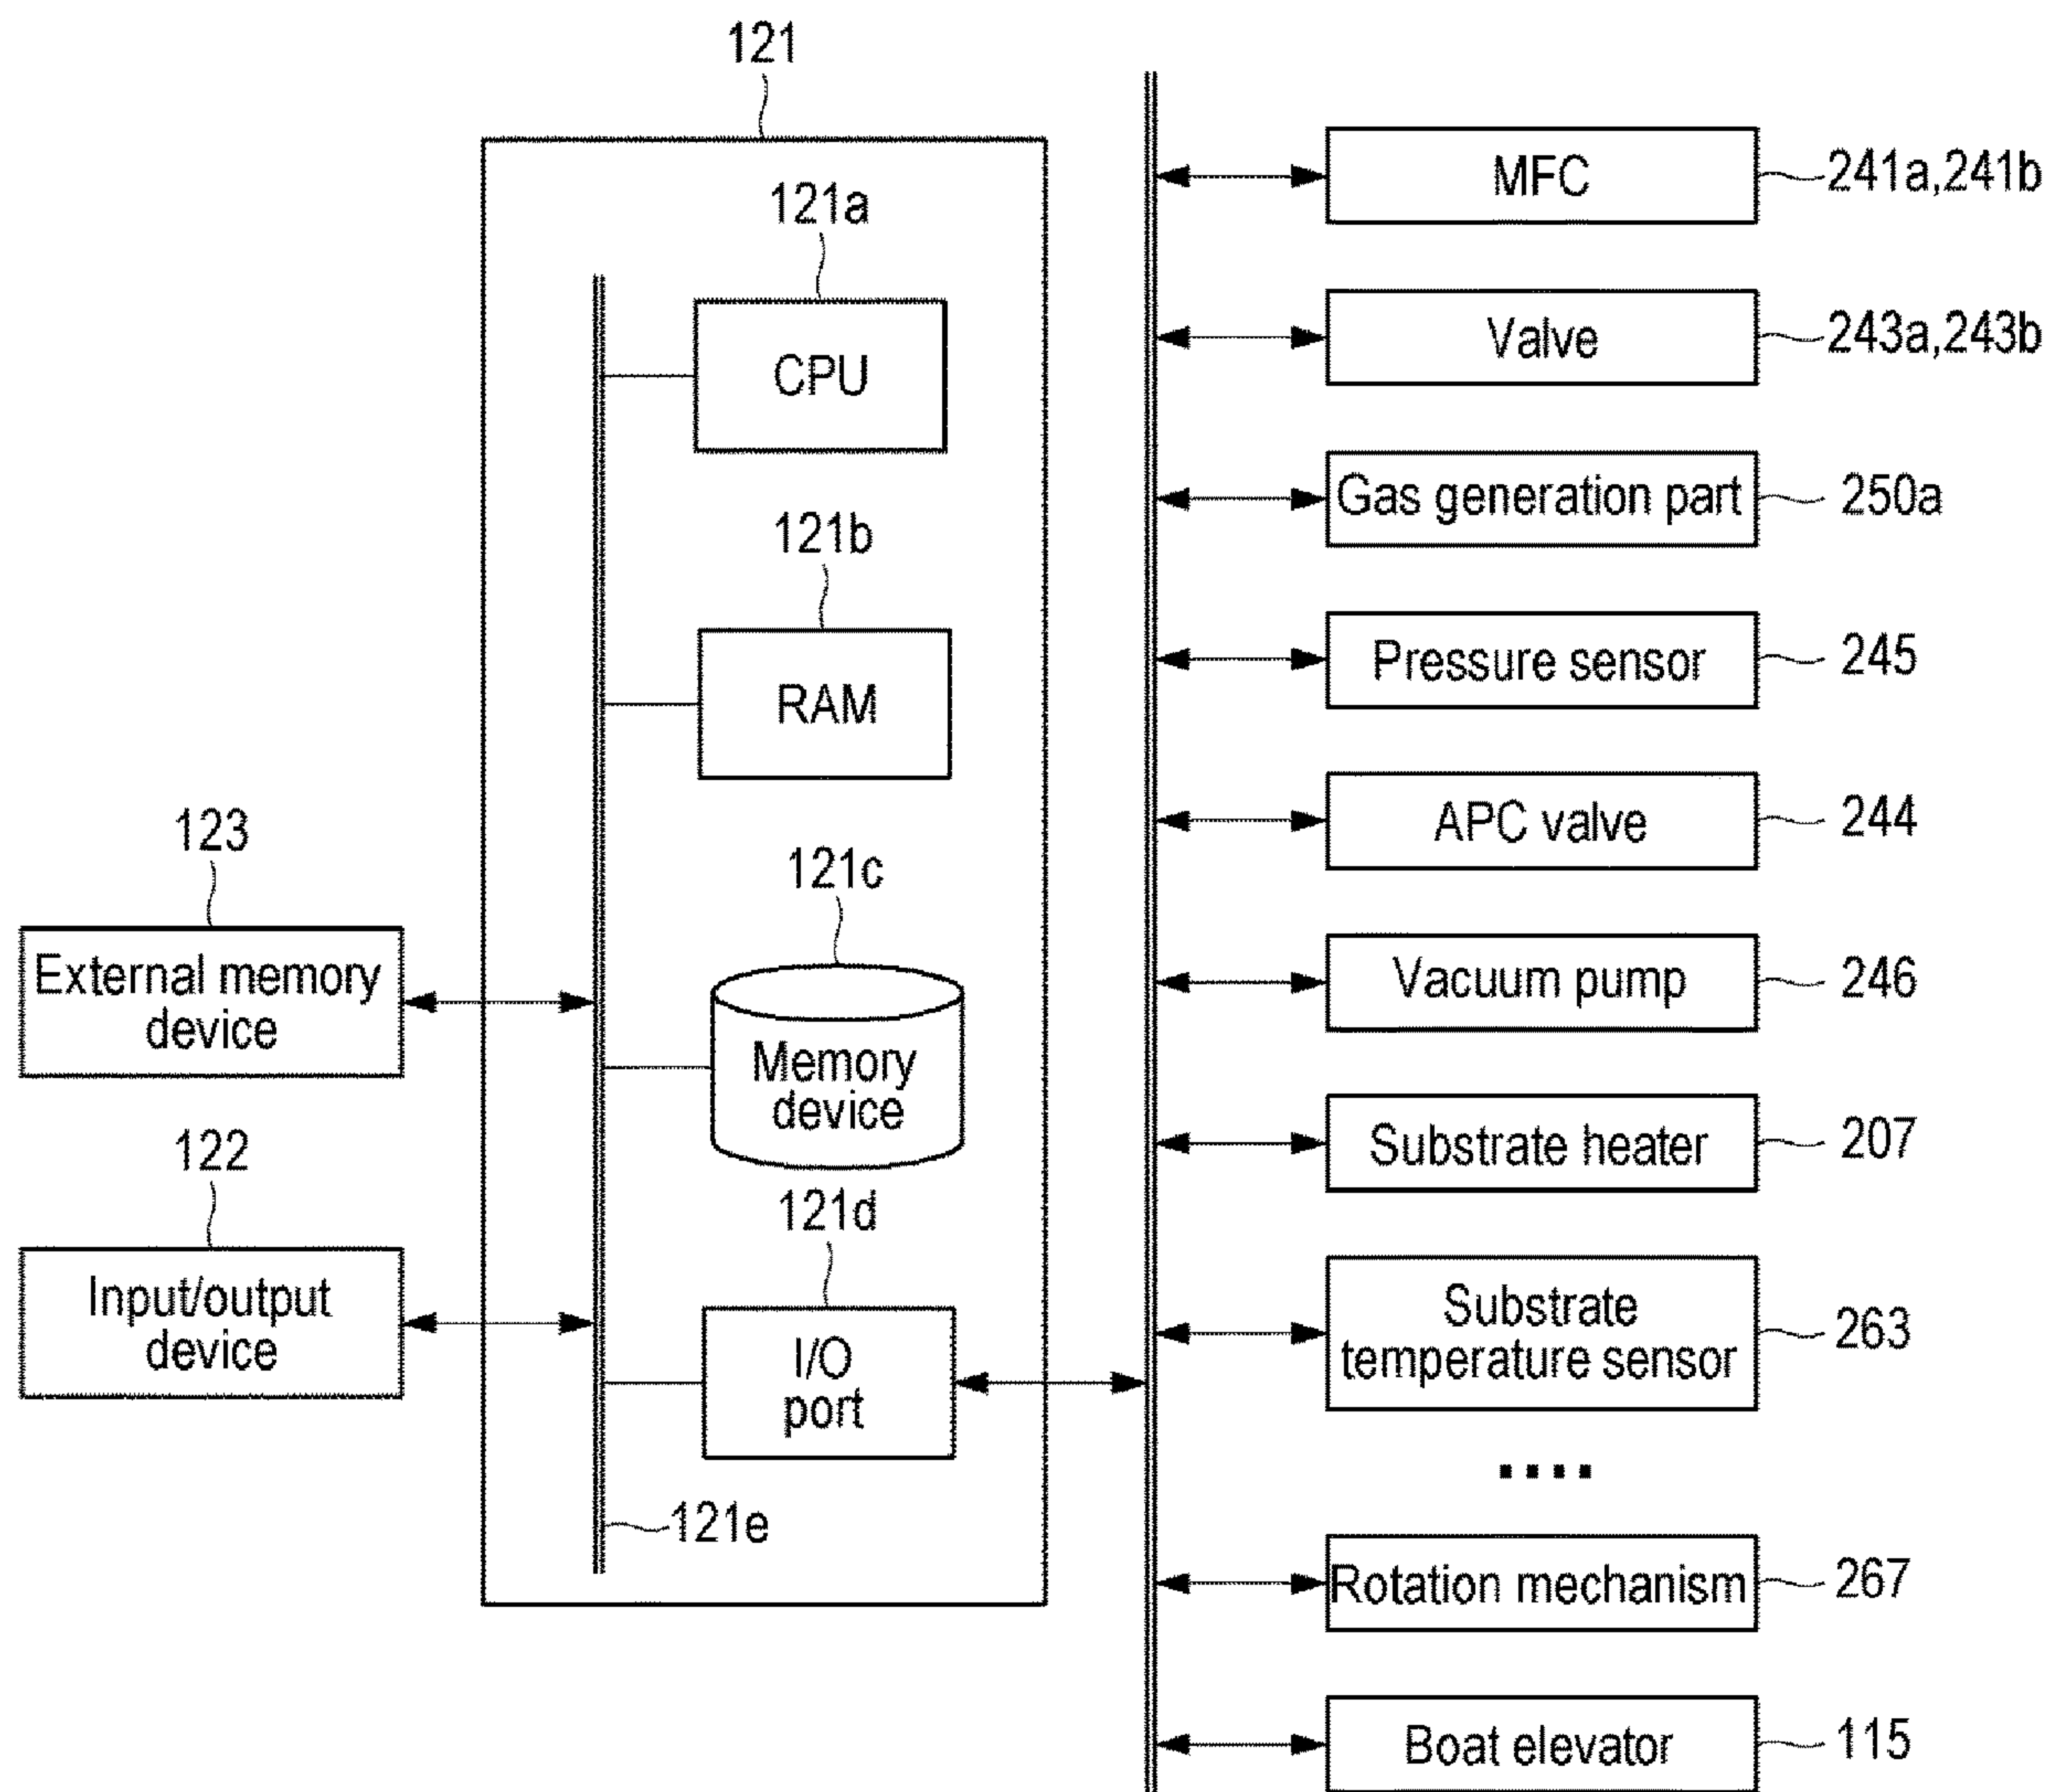 121
121a
CPU
121b
RAM
121c
Memory
device
121d
I/O
port
121e
123
External memory
device
122
Input/output
device
MFC
241a,241b
Valve
243a,243b
Gas generation part
250a
Pressure sensor
245
APC valve
244
Vacuum pump
246
Substrate heater
207
Substrate
temperature sensor
263
....
Rotation mechanism
267
Boat elevator
115